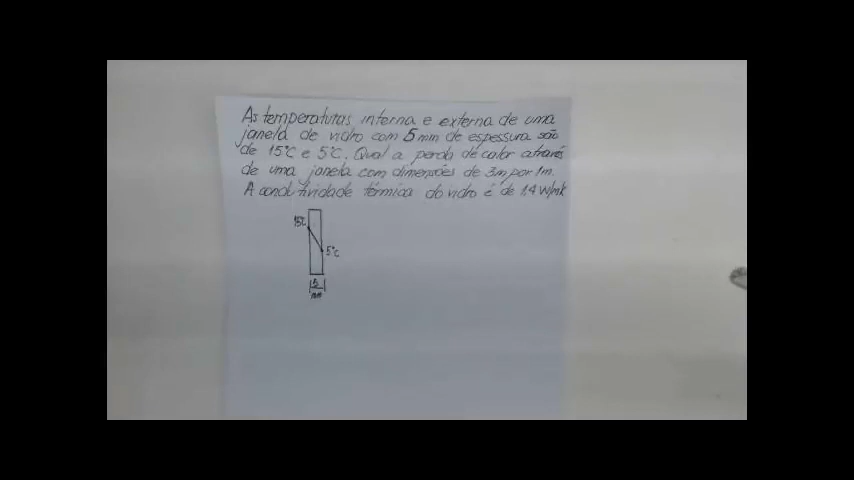 As temperaturas interna e externa de uma
janela de vidro com 5mm de espessura são
de 15°C e 5°C. Qual a perda de calor através
de uma janela com dimensões de 3m por 1m.
A condutividade térmica do vidro é de 1.4 W/mK
15°C
5°C
5
mm